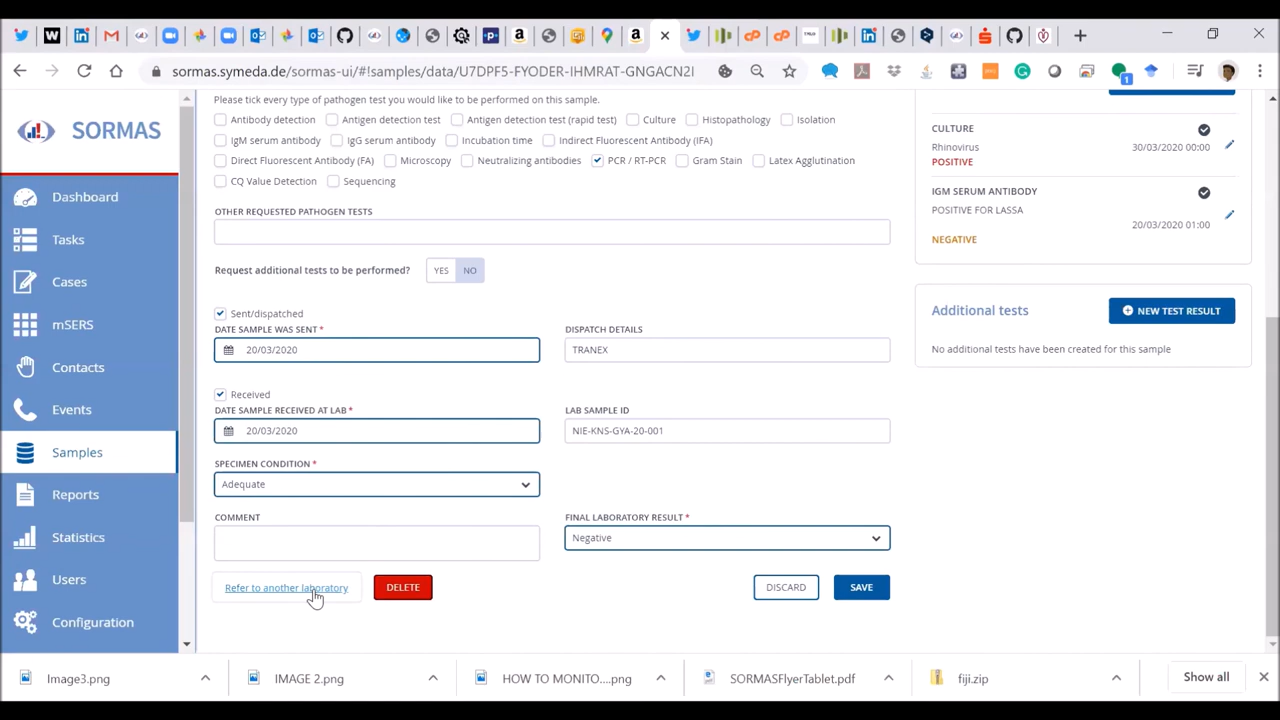 sormas.symeda.de/sormas-ui/#!samples/data/U7DPF5-FYODER-IHMRAT-GNGACN2I
1
SORMAS
Dashboard
Tasks
Cases
mSERS
Contacts
Events
Samples
Reports
Statistics
Users
Configuration
Please tick every type of pathogen test you would like to be performed on this sample.
Antibody detection Antigen detection test Antigen detection test (rapid test) Culture Histopathology Isolation
IgM serum antibody IgG serum antibody Incubation time Indirect Fluorescent Antibody (IFA)
Direct Fluorescent Antibody (FA) Microscopy Neutralizing antibodies PCR / RT-PCR Gram Stain Latex Agglutination
CQ Value Detection Sequencing
OTHER REQUESTED PATHOGEN TESTS
Request additional tests to be performed? YES NO
Sent/dispatched
DATE SAMPLE WAS SENT * DISPATCH DETAILS
20/03/2020 TRANEX
Received
DATE SAMPLE RECEIVED AT LAB * LAB SAMPLE ID
20/03/2020 NIE-KNS-GYA-20-001
SPECIMEN CONDITION *
Adequate
COMMENT FINAL LABORATORY RESULT *
Negative
Refer to another laboratory DELETE DISCARD SAVE
CULTURE
Rhinovirus 30/03/2020 00:00
POSITIVE
IGM SERUM ANTIBODY
POSITIVE FOR LASSA
20/03/2020 01:00
NEGATIVE
Additional tests NEW TEST RESULT
No additional tests have been created for this sample
Image3.png IMAGE 2.png HOW TO MONITO....png SORMASFlyerTablet.pdf fiji.zip Show all